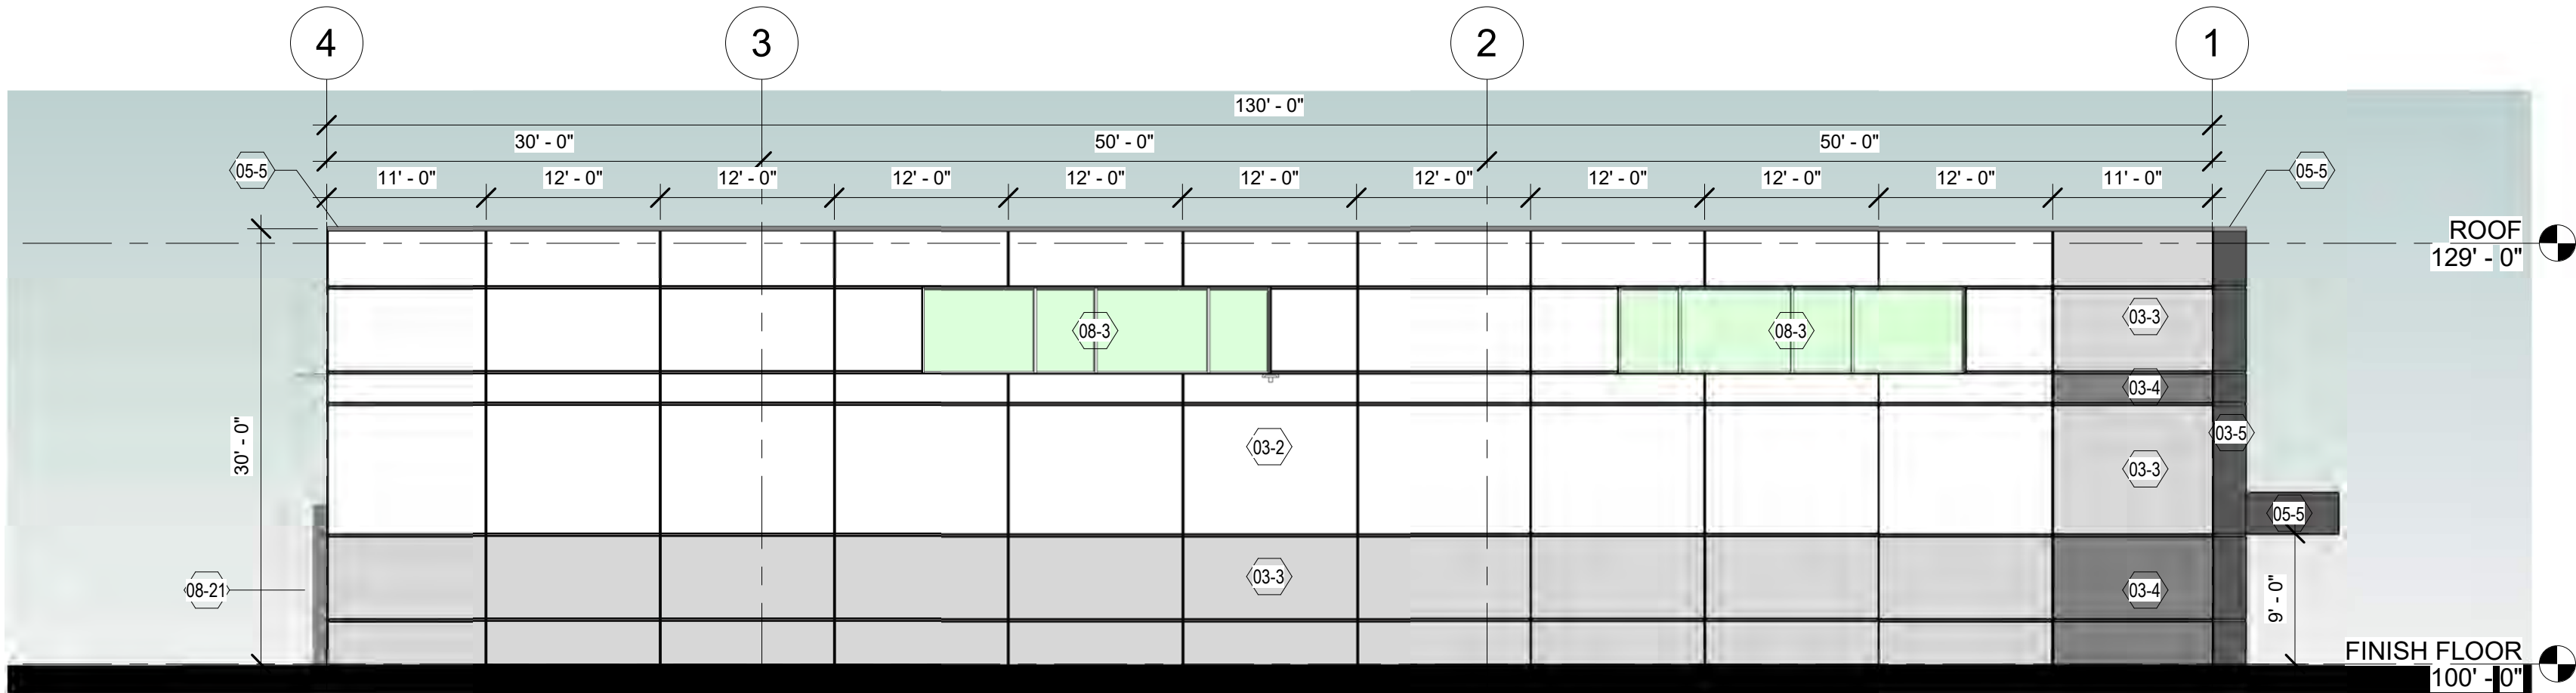 4
3
2
1
130' - 0"
30' - 0"
50' - 0"
50' - 0"
05-5
11' - 0"
12' - 0"
12' - 0"
12' - 0"
12' - 0"
12' - 0"
12' - 0"
12' - 0"
12' - 0"
12' - 0"
11' - 0"
05-5
ROOF
129' - 0"
08-3
08-3
03-3
03-4
30' - 0"
03-2
03-5
03-3
05-5
08-21
03-3
03-4
9' - 0"
FINISH FLOOR
100' - 0"